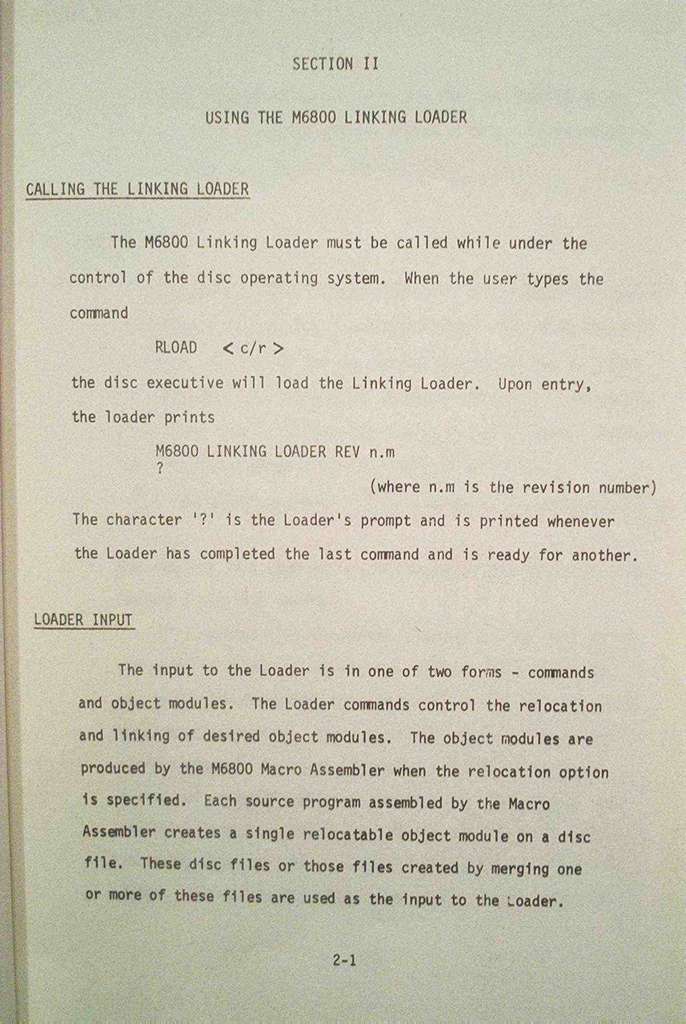 SECTION II
USING THE M6800 LINKING LOADER
CALLING THE LINKING LOADER
The M6800 Linking Loader must be called while under the
control of the disc operating system. When the user types the
command
RLOAD < c/r >
the disc executive will load the Linking Loader. Upon entry,
the loader prints
M6800 LINKING LOADER REV n.m
?
(where n.m is the revision number)
The character '?' is the Loader's prompt and is printed whenever
the Loader has completed the last command and is ready for another.
LOADER INPUT
The input to the Loader is in one of two forms - commands
and object modules. The Loader commands control the relocation
and linking of desired object modules. The object modules are
produced by the M6800 Macro Assembler when the relocation option
is specified. Each source program assembled by the Macro
Assembler creates a single relocatable object module on a disc
file. These disc files or those files created by merging one
or more of these files are used as the input to the Loader.
2-1